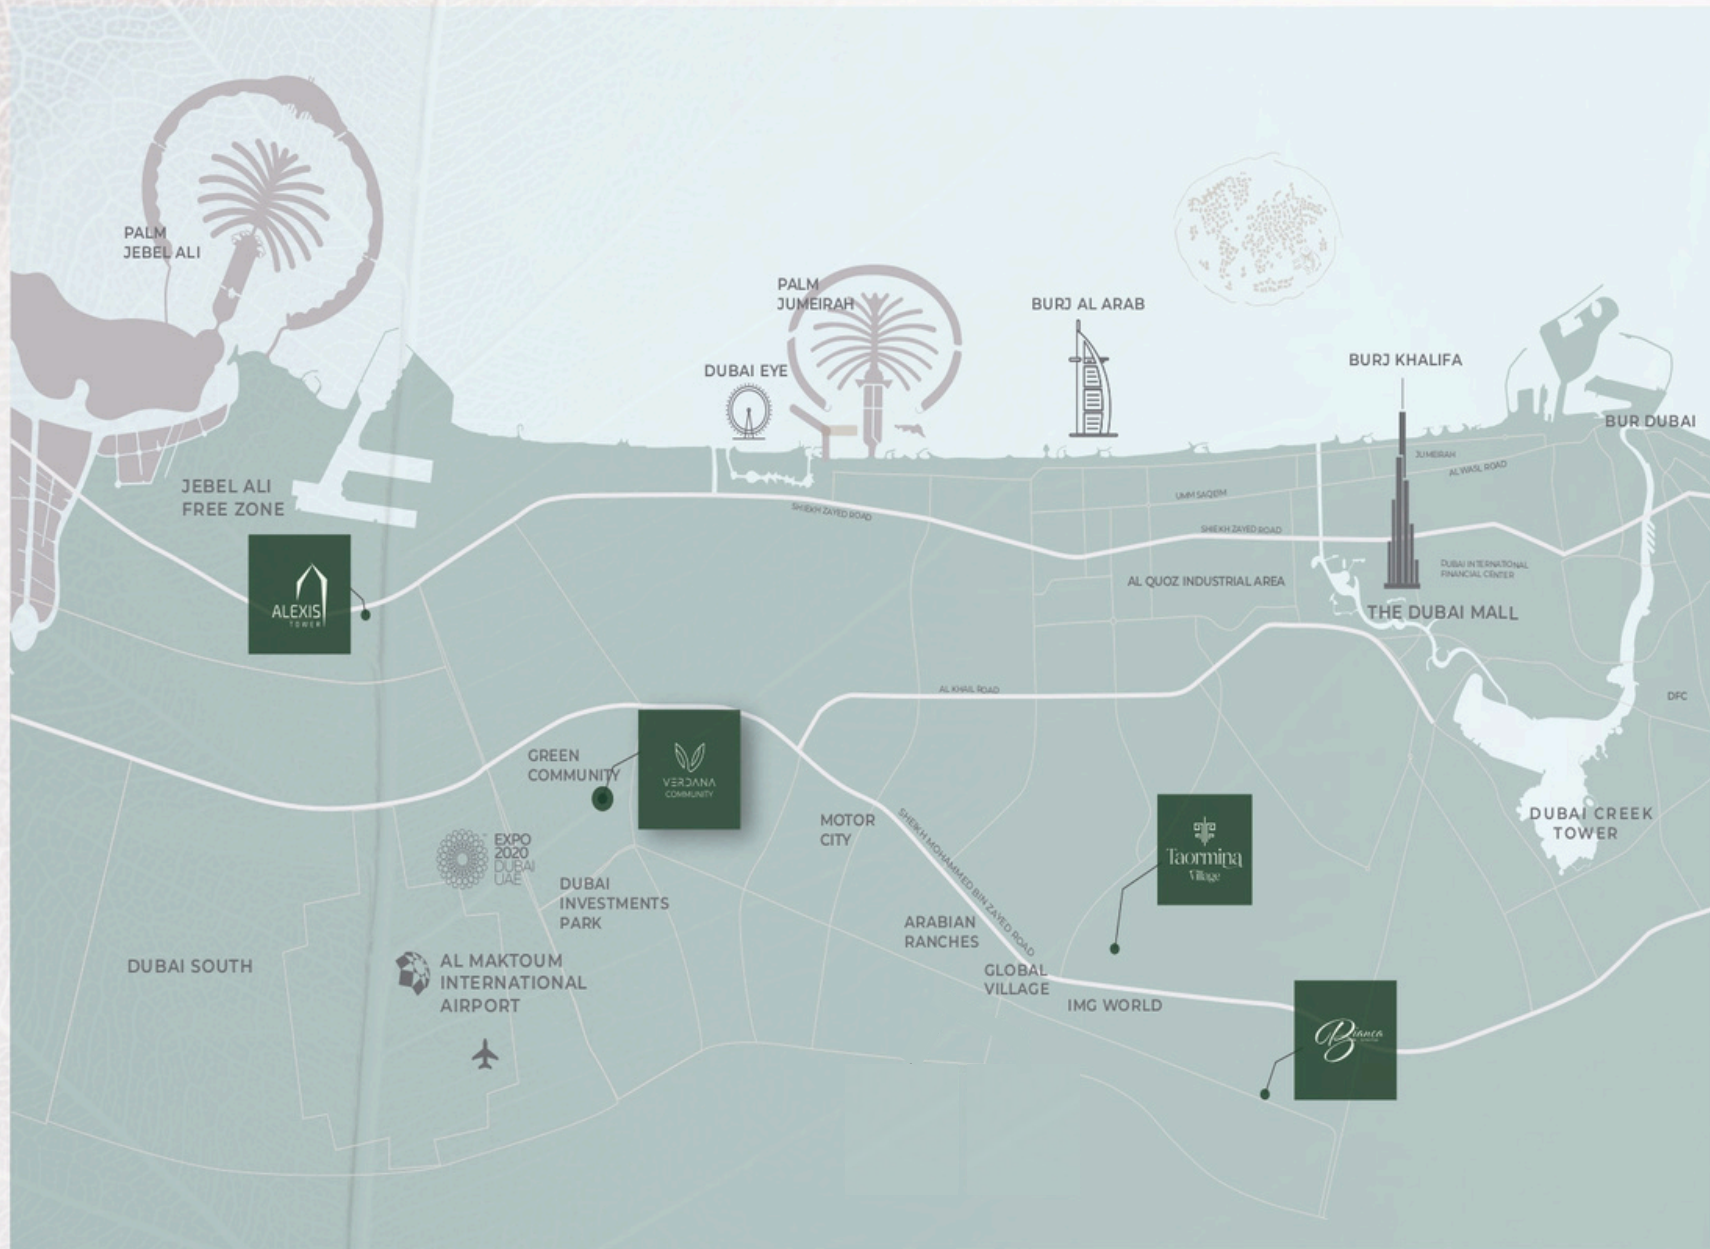 PALM
JEBEL ALI
PALM
JUMEIRAH
BURJ AL ARAB
DUBAI EYE
BURJ KHALIFA
BUR DUBAI
JUMEIRAH
AL WASL ROAD
JEBEL ALI
FREE ZONE
UMM SAQEIM
SHIEKH ZAYED ROAD
SHIEKH ZAYED ROAD
DUBAI INTERNATIONAL
FINANCIAL CENTER
AL QUOZ INDUSTRIAL AREA
ALEXIS
TOWER
THE DUBAI MALL
AL KHAIL ROAD
DFC
GREEN
COMMUNITY
VERDANA
COMMUNITY
MOTOR
CITY
SHEIKH MOHAMMED BIN ZAYED ROAD
DUBAI CREEK
TOWER
EXPO
2020
DUBAI
UAE
Taormina
Village
DUBAI
INVESTMENTS
PARK
ARABIAN
RANCHES
DUBAI SOUTH
AL MAKTOUM
INTERNATIONAL
AIRPORT
GLOBAL
VILLAGE
IMG WORLD
Bianca